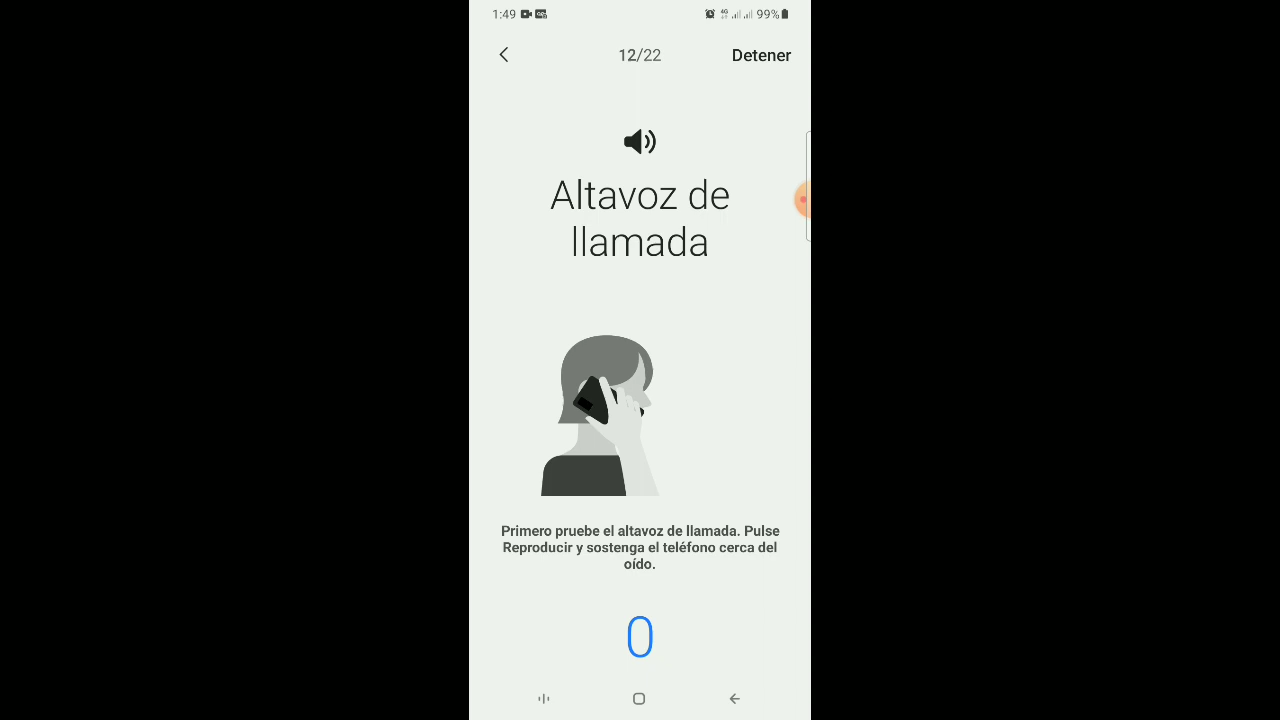 1:49 4G 99%
12/22 Detener
Altavoz de
llamada
Primero pruebe el altavoz de llamada. Pulse
Reproducir y sostenga el teléfono cerca del
oído.
0